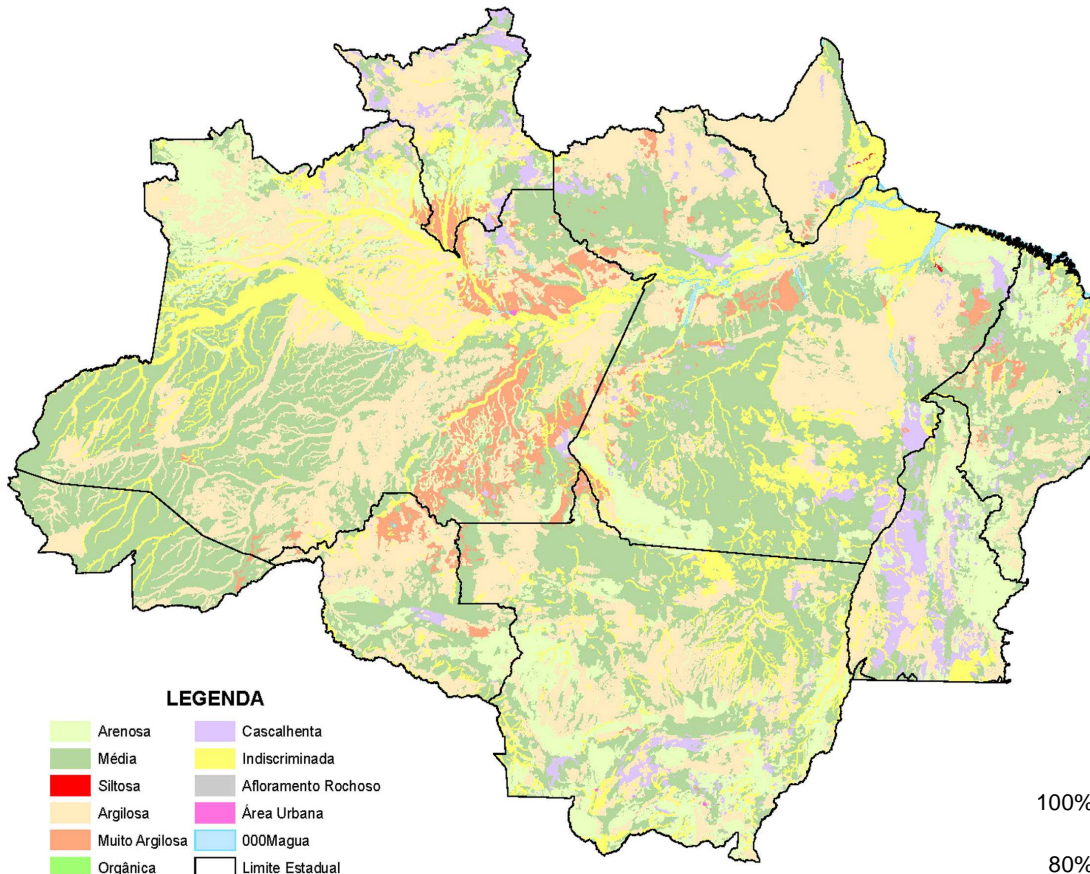 LEGENDA
Arenosa
Média
Siltosa
Argilosa
Muito Argilosa
Orgânica
Cascalhenta
Indiscriminada
Afloramento Rochoso
Área Urbana
000Magua
Limite Estadual
100%
80%